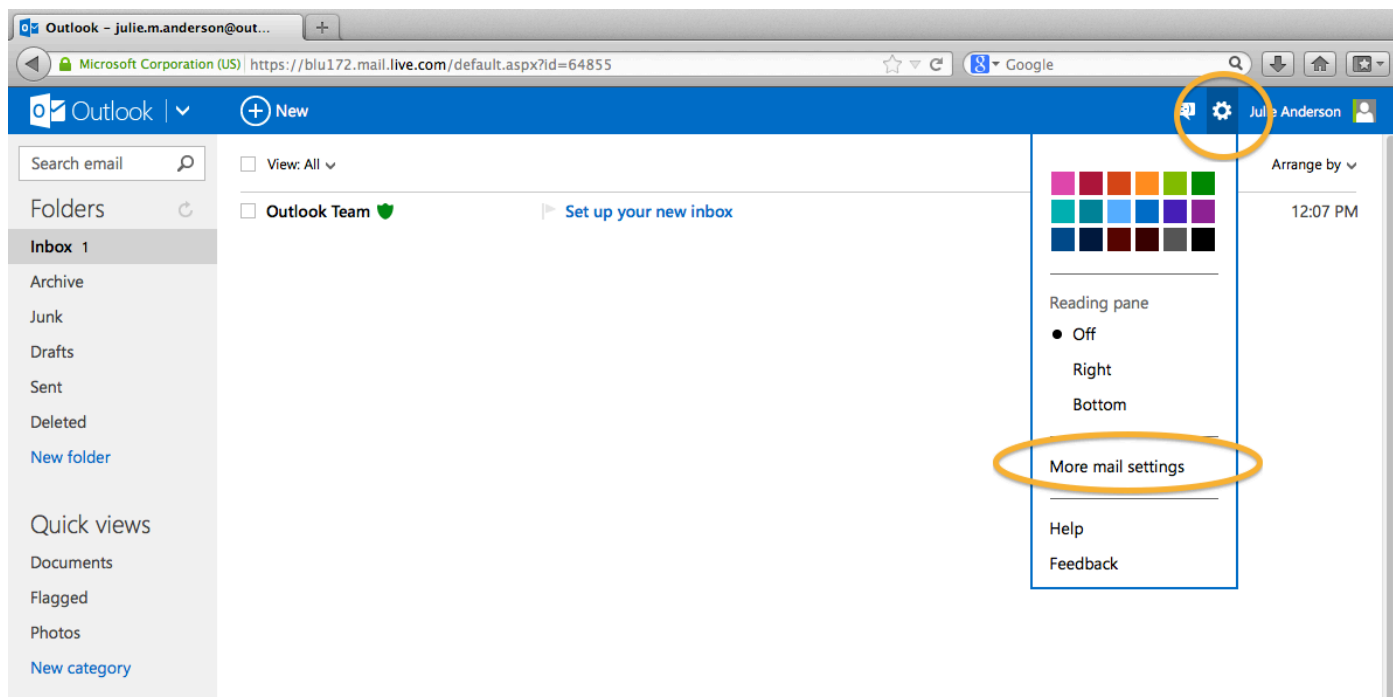 Outlook – julie.m.anderson@out...
Microsoft Corporation (US) https://blu172.mail.live.com/default.aspx?id=64855
Google
Outlook
New
Julie Anderson
Search email
View: All
Arrange by
Folders
Outlook Team
Set up your new inbox
12:07 PM
Inbox 1
Archive
Junk
Drafts
Sent
Deleted
New folder
Quick views
Documents
Flagged
Photos
New category
Reading pane
Off
Right
Bottom
More mail settings
Help
Feedback